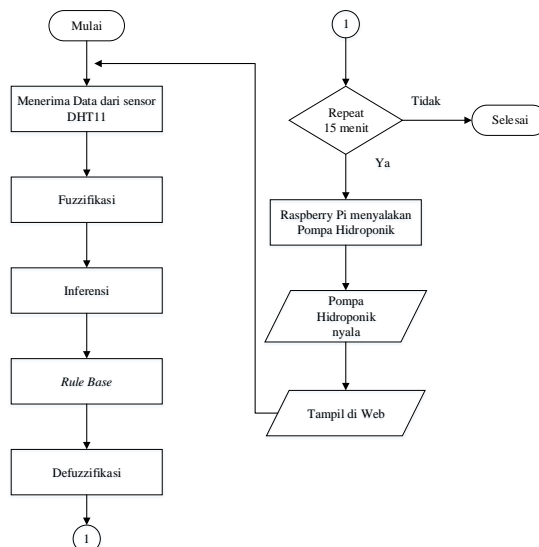 Mulai
Menerima Data dari sensor
DHT11
Fuzzifikasi
Inferensi
Rule Base
Defuzzifikasi
1
1
Repeat
15 menit
Tidak
Selesai
Ya
Raspberry Pi menyalakan
Pompa Hidroponik
Pompa
Hidroponik
nyala
Tampil di Web